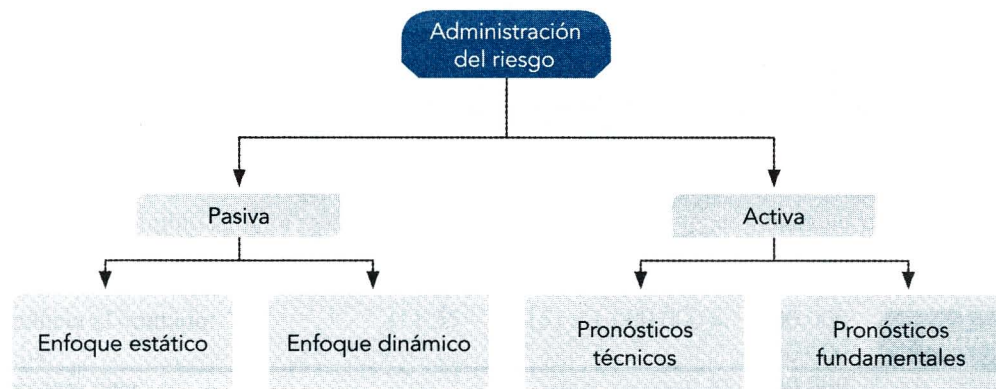 Administración
del riesgo
Pasiva
Activa
Enfoque estático
Enfoque dinámico
Pronósticos
técnicos
Pronósticos
fundamentales